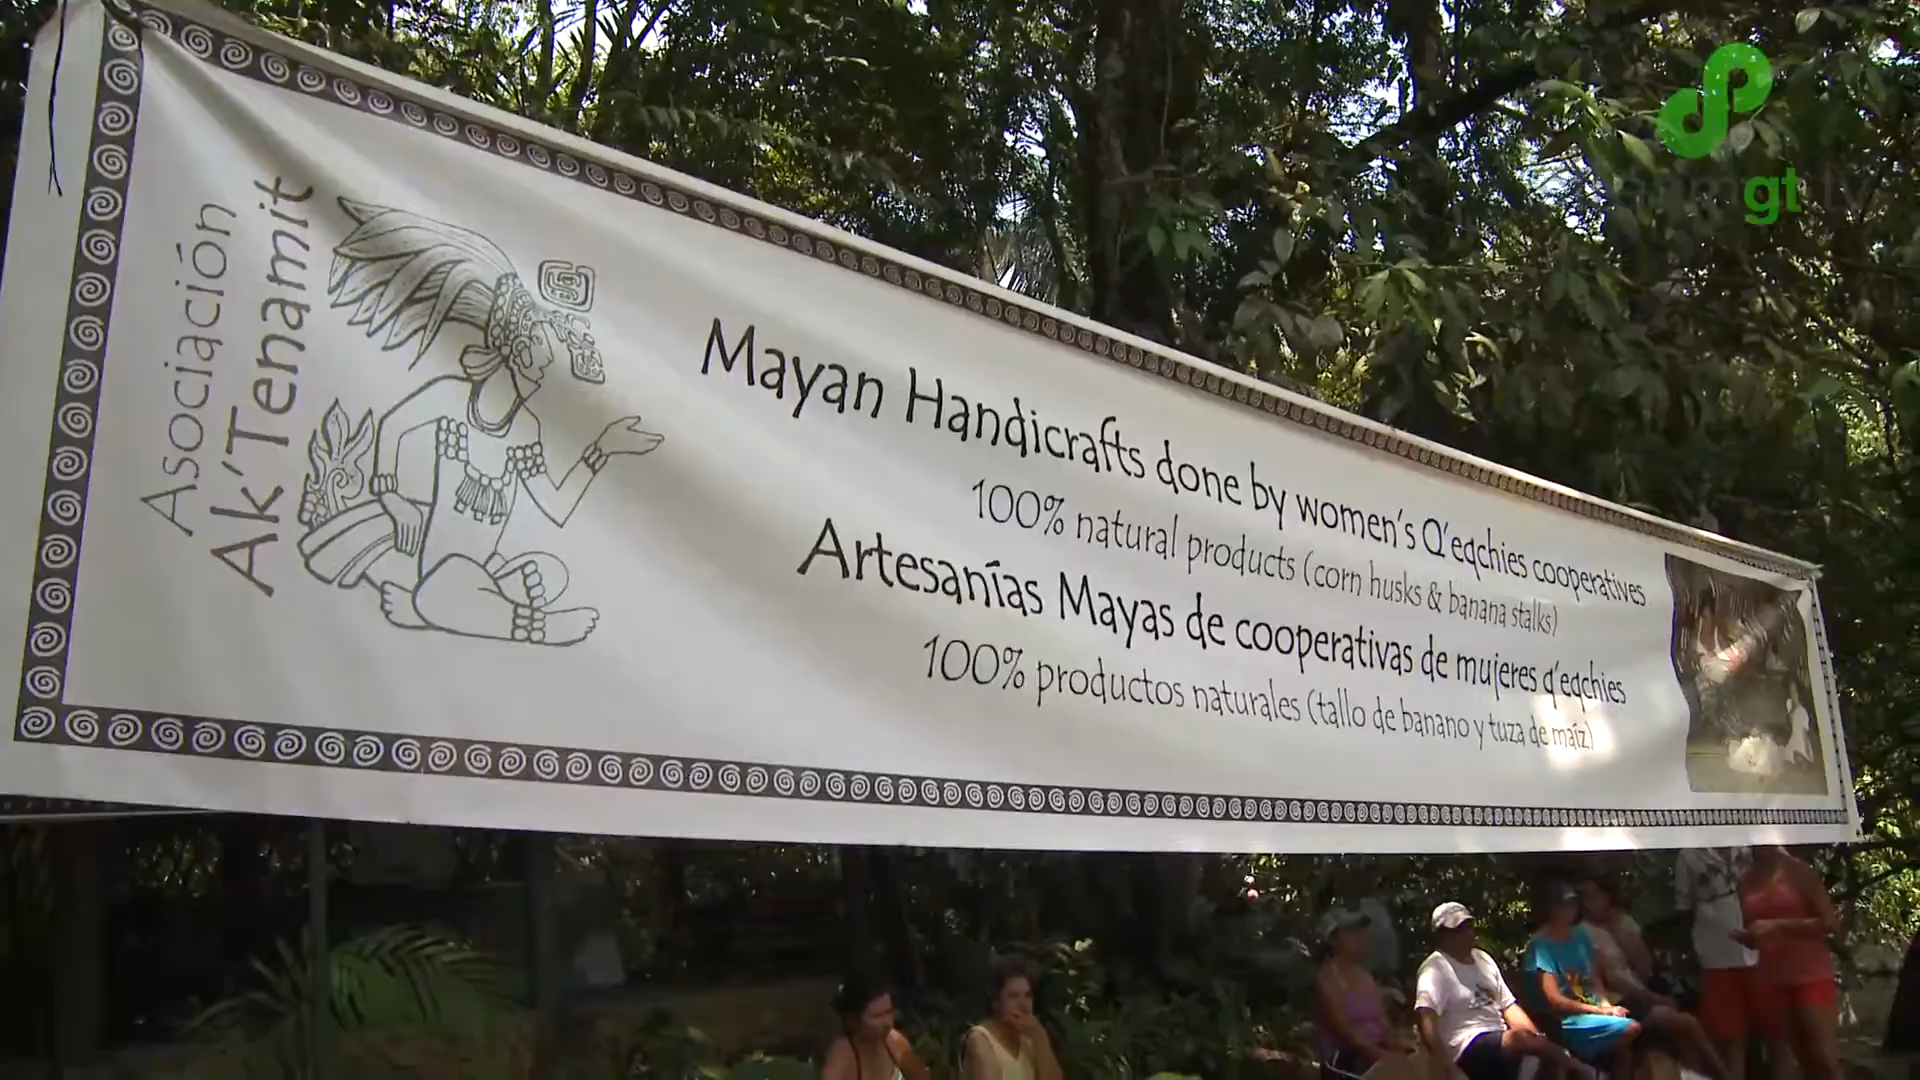 Asociación
Ak'Tenamit
Mayan Handicrafts done by women's Q'eqchies cooperatives
100% natural products (corn husks & banana stalks)
Artesanías Mayas de cooperativas de mujeres q'eqchies
100% productos naturales (tallo de banano y tuza de maíz)
gt tv